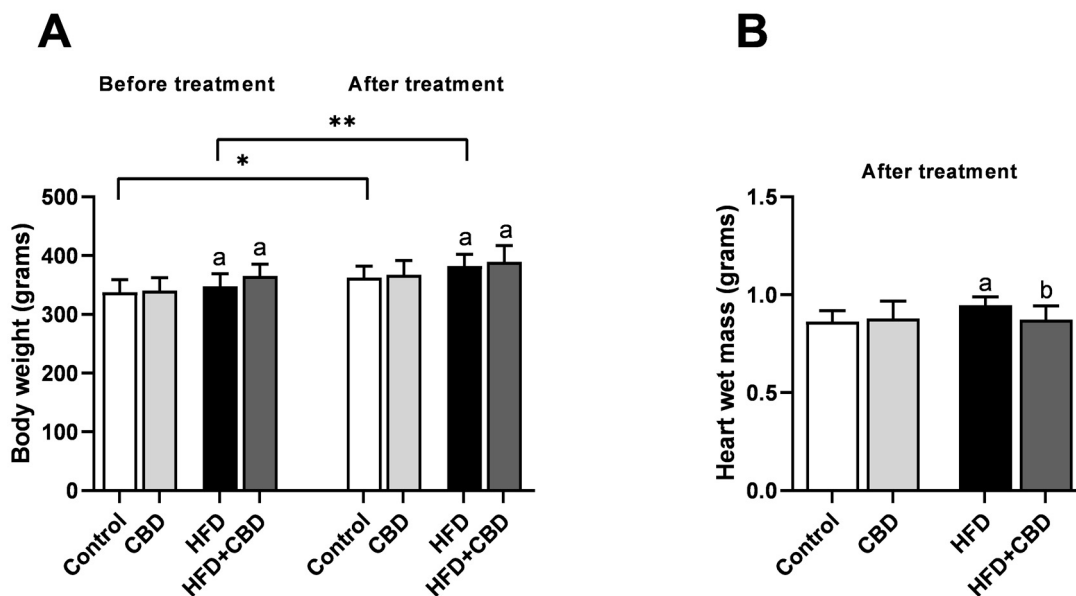 A
Before treatment
After treatment
**
*
Body weight (grams)
500
400
300
200
100
0
a
a
a
a
Control
CBD
HFD
HFD+CBD
Control
CBD
HFD
HFD+CBD
B
After treatment
Heart wet mass (grams)
1.5
1.0
0.5
0.0
a
b
Control
CBD
HFD
HFD+CBD